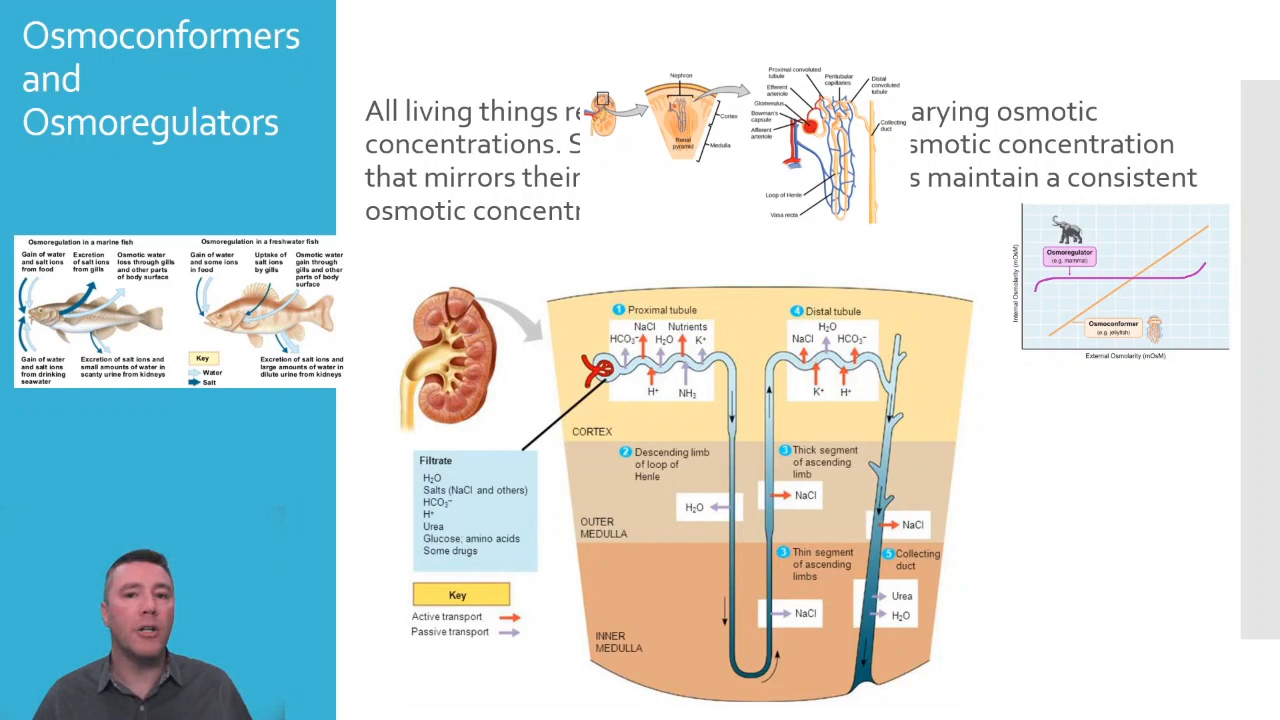 Osmoconformers
and
Osmoregulators
All living things re
arying osmotic
concentrations. S
smotic concentration
that mirrors their
s maintain a consistent
osmotic concentr
Nephron
Cortex
Renal
pyramid
Medulla
Proximal convoluted
tubule
Peritubular
capillaries
Distal
convoluted
tubule
Efferent
arteriole
Glomerulus
Bowman's
capsule
Afferent
arteriole
Collecting
duct
Loop of Henle
Vasa recta
Osmoregulation in a marine fish
Gain of water
and salt ions
from food
Excretion
of salt ions
from gills
Osmotic water
loss through gills
and other parts
of body surface
Gain of water
and salt ions
from drinking
seawater
Excretion of salt ions and
small amounts of water in
scanty urine from kidneys
Osmoregulation in a freshwater fish
Gain of water
and some ions
in food
Uptake of
salt ions
by gills
Osmotic water
gain through
gills and other
parts of body
surface
Key
Water
Salt
Excretion of salt ions and
large amounts of water in
dilute urine from kidneys
Internal Osmolarity (mOsM)
Osmoregulator
(e.g. mammal)
Osmoconformer
(e.g. jellyfish)
External Osmolarity (mOsM)
1 Proximal tubule
NaCl Nutrients
HCO₃⁻ H₂O K⁺
H⁺ NH₃
4 Distal tubule
H₂O
NaCl HCO₃⁻
K⁺ H⁺
CORTEX
2 Descending limb
of loop of
Henle
H₂O
3 Thick segment
of ascending
limb
NaCl
OUTER
MEDULLA
NaCl
3 Thin segment
of ascending
limbs
NaCl
5 Collecting
duct
Urea
H₂O
INNER
MEDULLA
Filtrate
H₂O
Salts (NaCl and others)
HCO₃⁻
H⁺
Urea
Glucose; amino acids
Some drugs
Key
Active transport
Passive transport